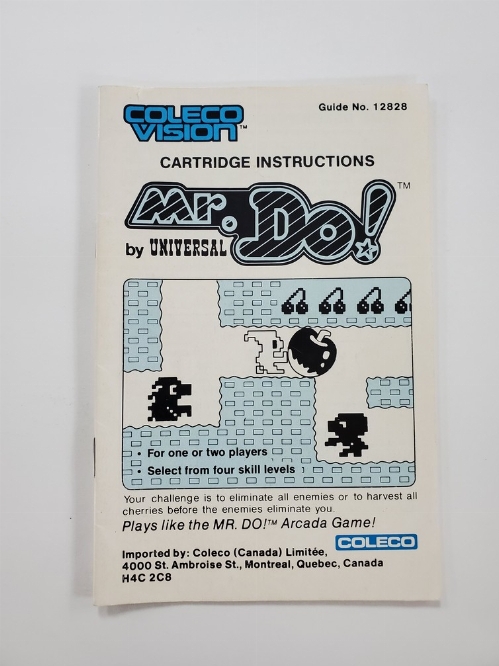 COLECO
VISION™
Guide No. 12828
CARTRIDGE INSTRUCTIONS
Mr. Do!™
by UNIVERSAL
• For one or two players
• Select from four skill levels
Your challenge is to eliminate all enemies or to harvest all
cherries before the enemies eliminate you.
Plays like the MR. DO!™ Arcada Game!
COLECO
Imported by: Coleco (Canada) Limitée,
4000 St. Ambroise St., Montreal, Quebec, Canada
H4C 2C8